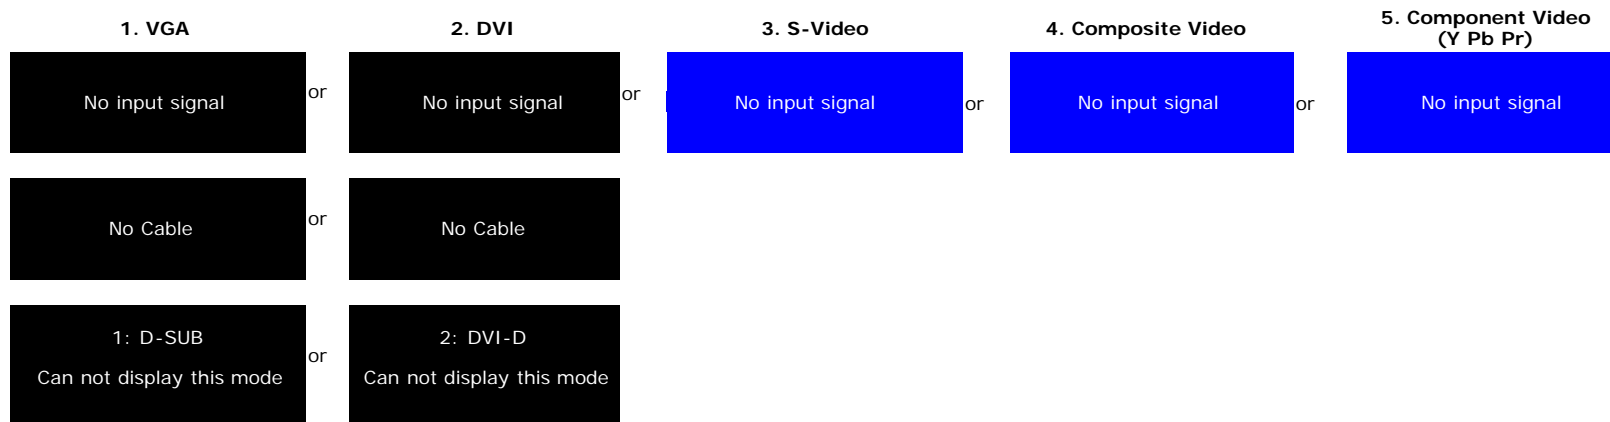 1. VGA
2. DVI
3. S-Video
4. Composite Video
5. Component Video
(Y Pb Pr)
No input signal
or
No input signal
or
No input signal
or
No input signal
or
No input signal
No Cable
or
No Cable
1: D-SUB
Can not display this mode
or
2: DVI-D
Can not display this mode